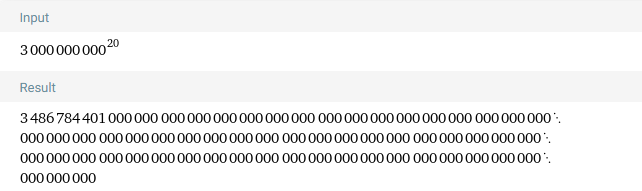 Input
3 000 000 000^20
Result
3 486 784 401 000 000 000 000 000 000 000 000 000 000 000 000 000 000 000 000 000⋱
000 000 000 000 000 000 000 000 000 000 000 000 000 000 000 000 000 000 000 000⋱
000 000 000 000 000 000 000 000 000 000 000 000 000 000 000 000 000 000 000 000⋱
000 000 000